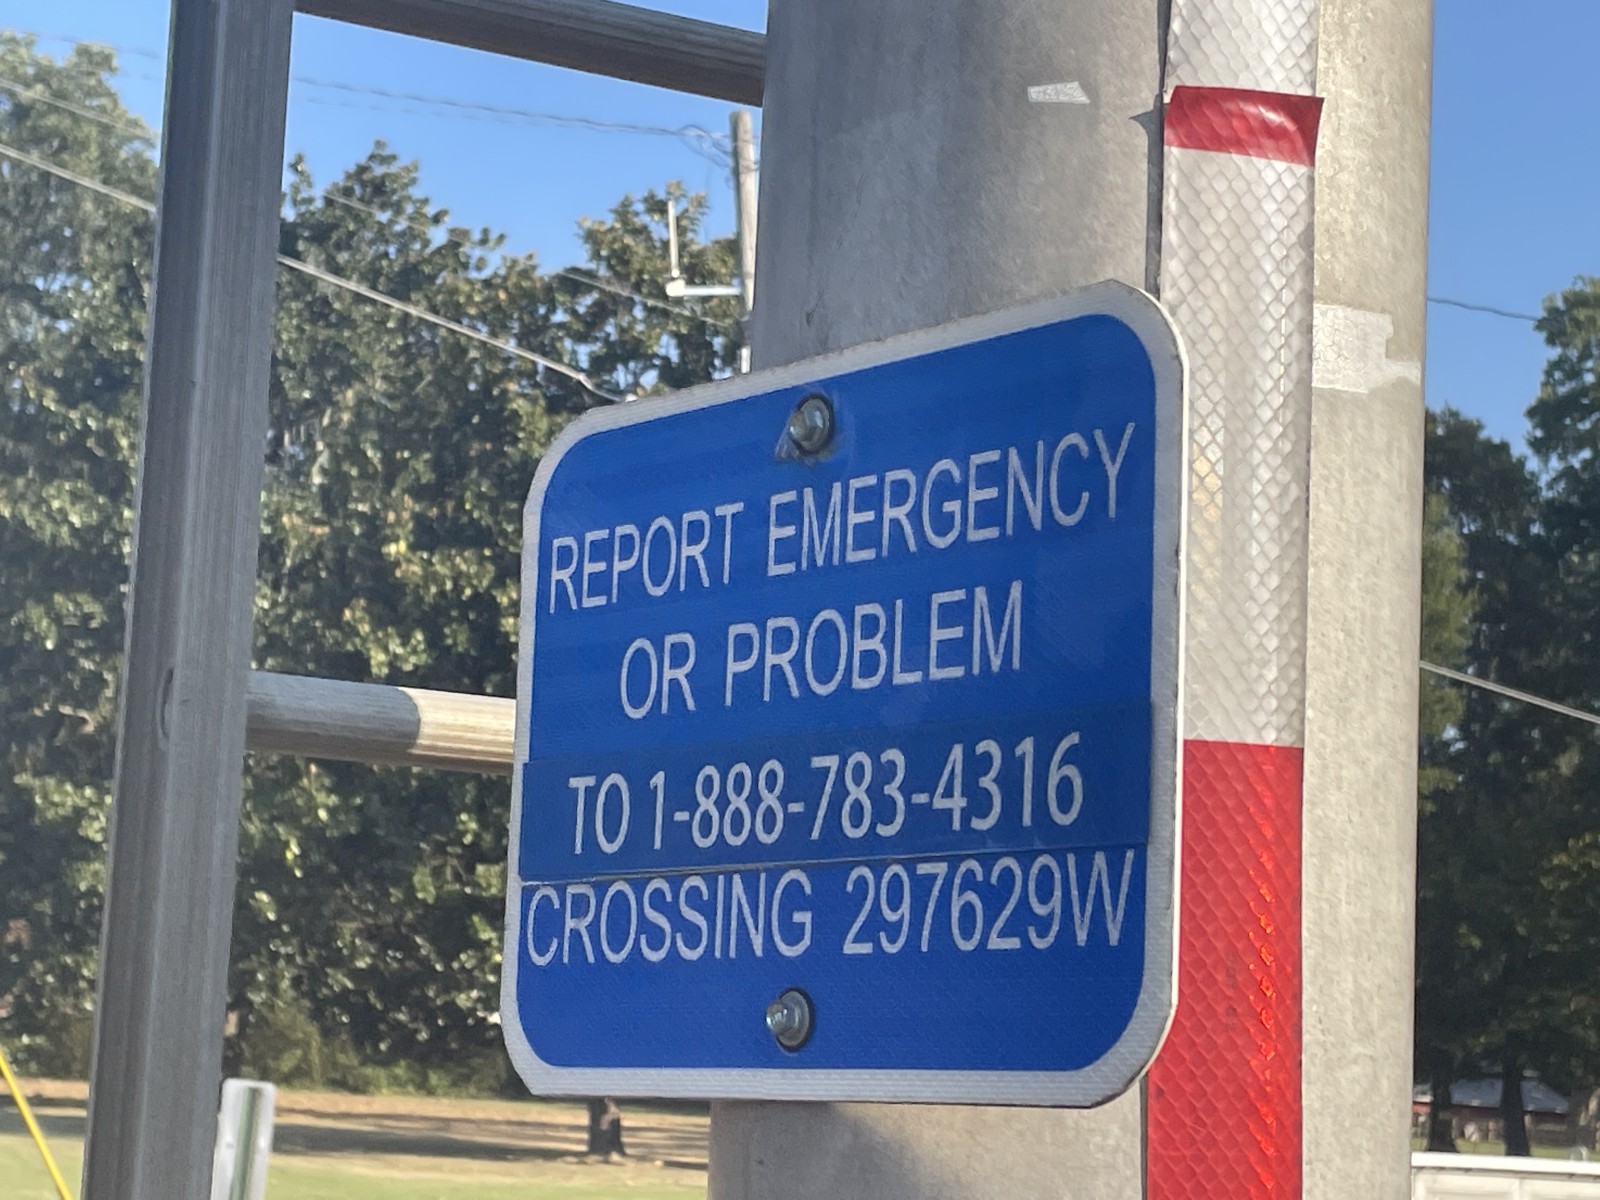 REPORT EMERGENCY
OR PROBLEM
TO 1-888-783-4316
CROSSING 297629W